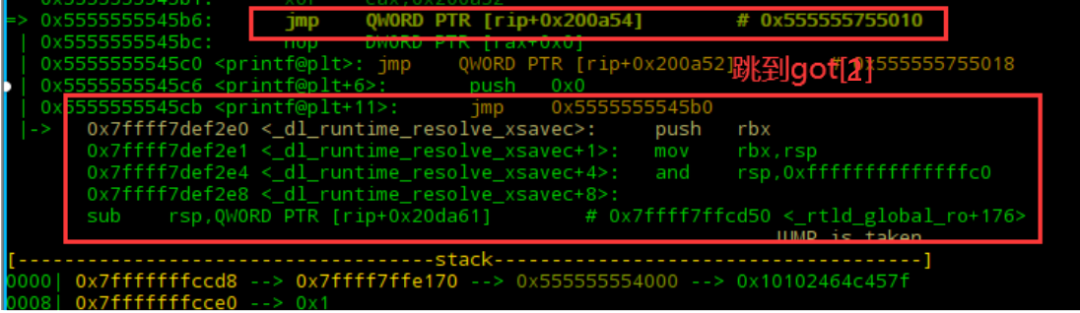 => 0x5555555545b6: jmp QWORD PTR [rip+0x200a54] # 0x555555755010
| 0x5555555545bc: nop DWORD PTR [rax+0x0]
| 0x5555555545c0 <printf@plt>: jmp QWORD PTR [rip+0x200a52] # 0x555555755018
跳到got[2]
| 0x5555555545c6 <printf@plt+6>: push 0x0
| 0x5555555545cb <printf@plt+11>: jmp 0x5555555545b0
|-> 0x7ffff7def2e0 <_dl_runtime_resolve_xsavec>: push rbx
0x7ffff7def2e1 <_dl_runtime_resolve_xsavec+1>: mov rbx,rsp
0x7ffff7def2e4 <_dl_runtime_resolve_xsavec+4>: and rsp,0xffffffffffffffc0
0x7ffff7def2e8 <_dl_runtime_resolve_xsavec+8>:
sub rsp,QWORD PTR [rip+0x20da61] # 0x7ffff7ffcd50 <_rtld_global_ro+176>
JUMP is taken
[------------------------------------stack-------------------------------------]
0000| 0x7fffffffccd8 --> 0x7ffff7ffe170 --> 0x555555554000 --> 0x10102464c457f
0008| 0x7fffffffcce0 --> 0x1